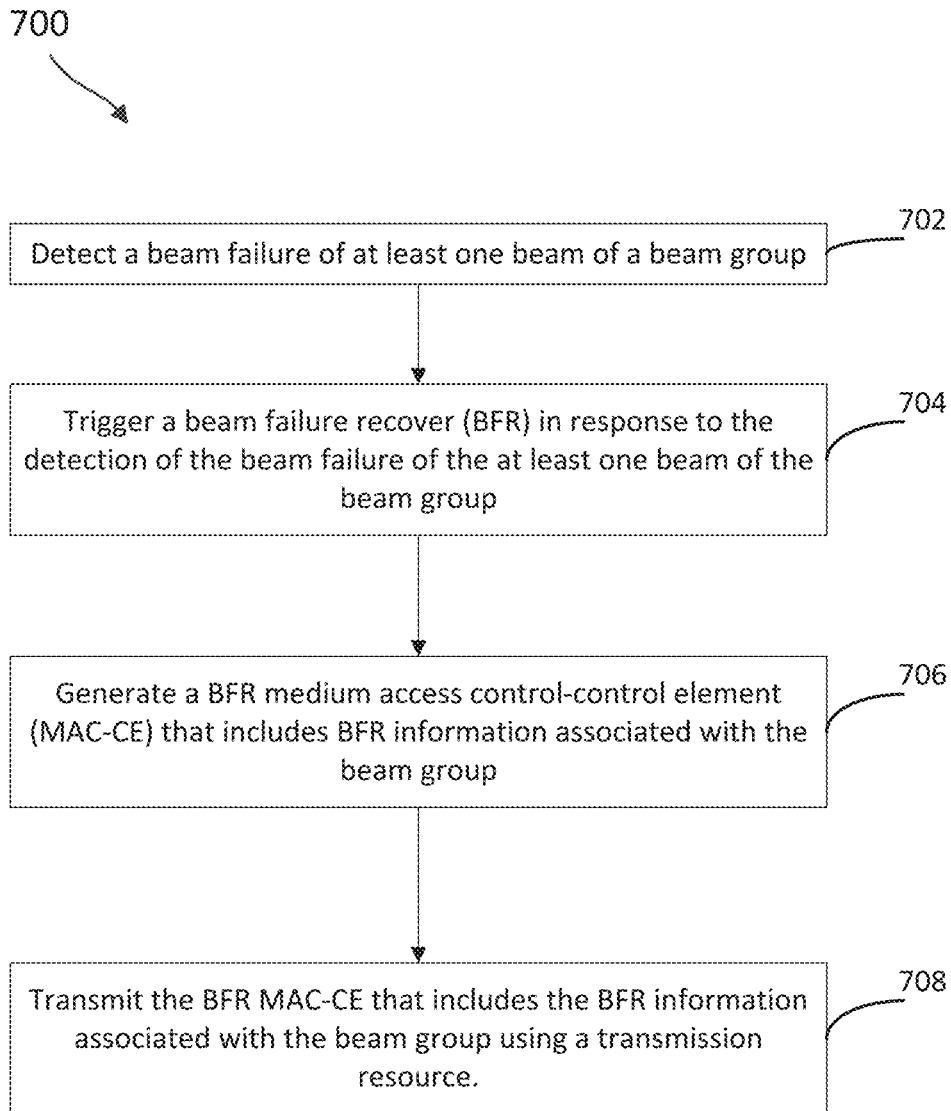 700
702
Detect a beam failure of at least one beam of a beam group
704
Trigger a beam failure recover (BFR) in response to the
detection of the beam failure of the at least one beam of the
beam group
706
Generate a BFR medium access control-control element
(MAC-CE) that includes BFR information associated with the
beam group
708
Transmit the BFR MAC-CE that includes the BFR information
associated with the beam group using a transmission
resource.